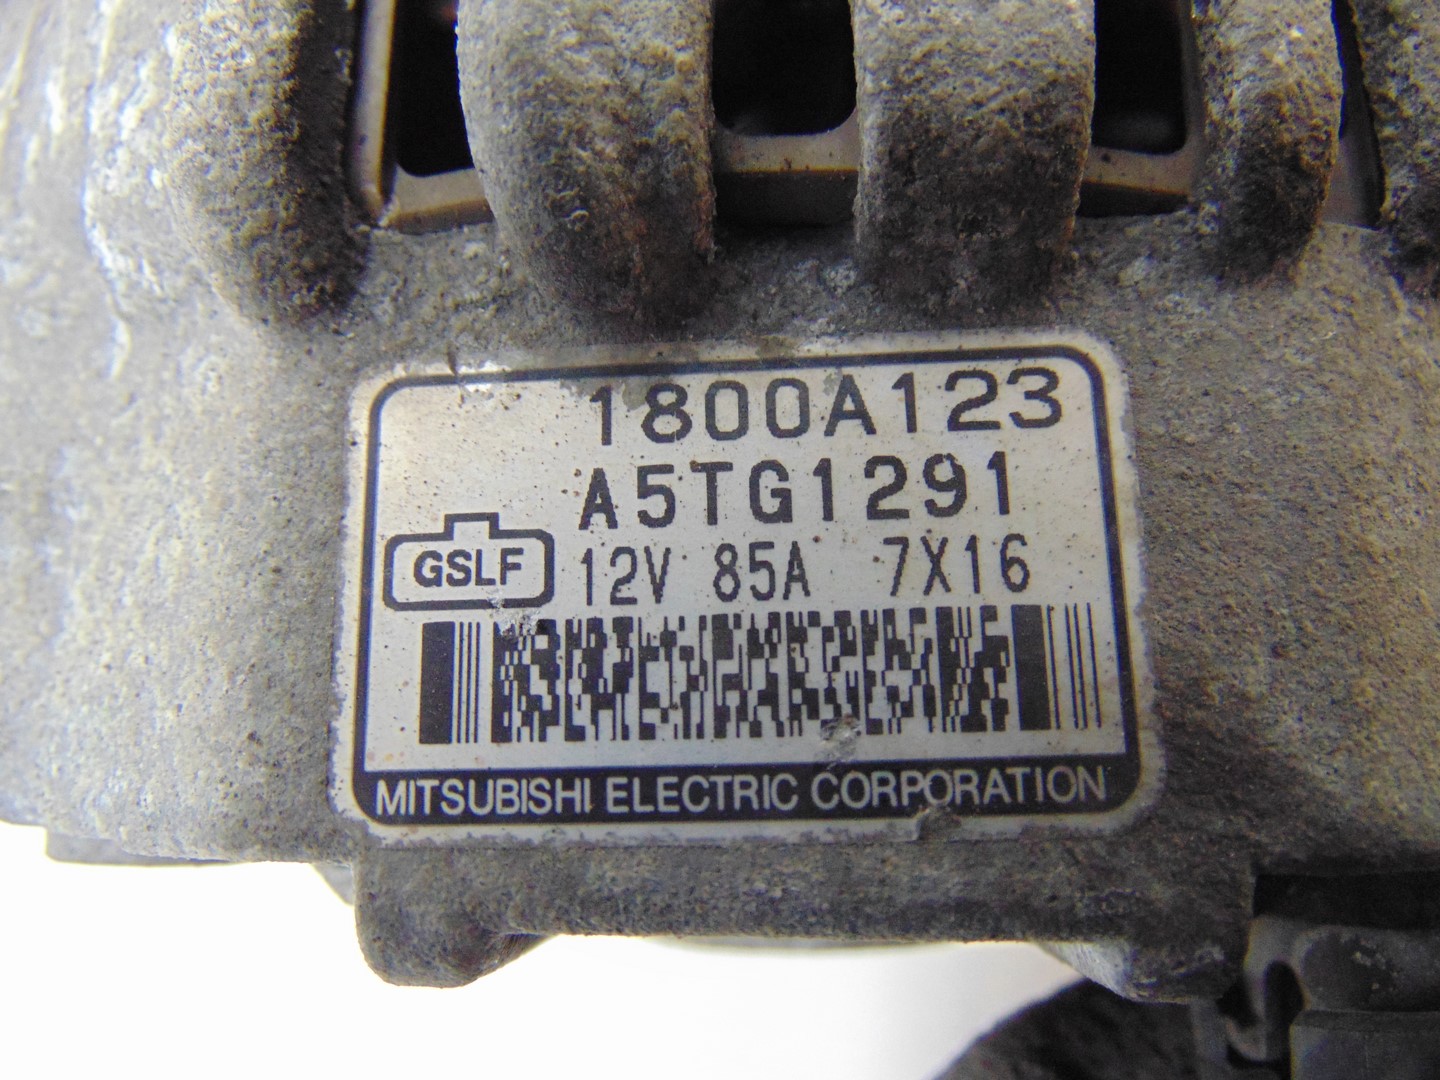 1800A123
A5TG1291
GSLF 12V 85A 7X16
MITSUBISHI ELECTRIC CORPORATION